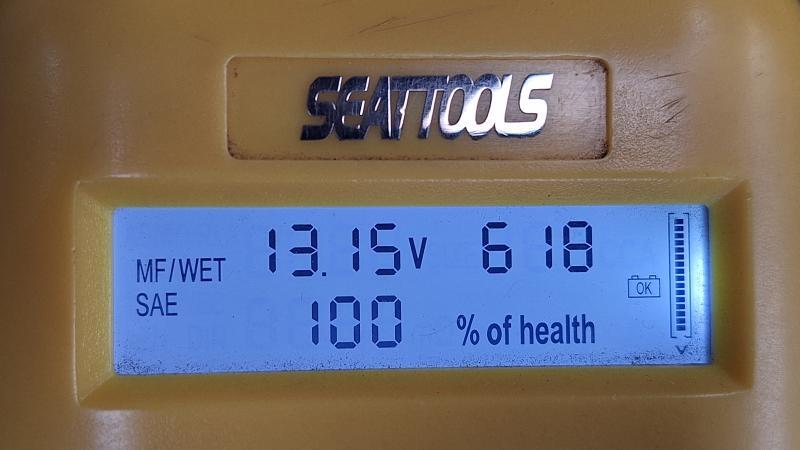 SEATTOOLS
MF/WET 13.15V 618
SAE
OK
100 % of health